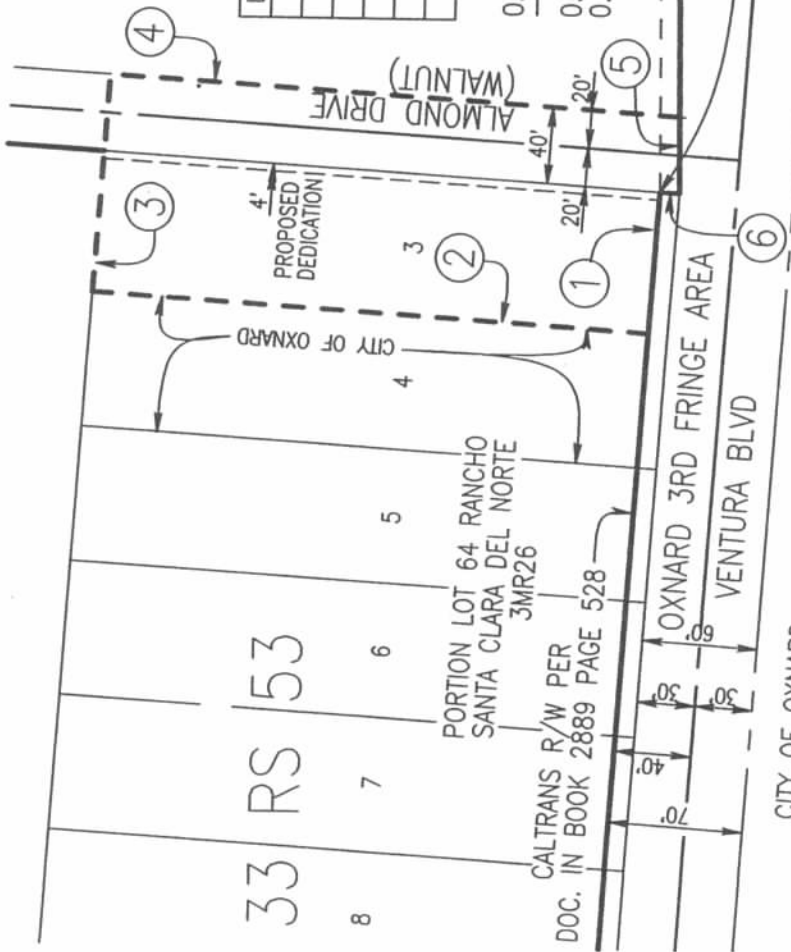 4
ALMOND DRIVE
(WALNUT)
3
4'
PROPOSED
DEDICATION
40'
20'
20'
5
3
2
1
6
CITY OF OXNARD
4
5
PORTION LOT 64 RANCHO
SANTA CLARA DEL NORTE
3MR26
6
33 RS 53
7
8
CALTRANS R/W PER
DOC. IN BOOK 2889 PAGE 528
OXNARD 3RD FRINGE AREA
VENTURA BLVD
60'
30'
30'
40'
70'